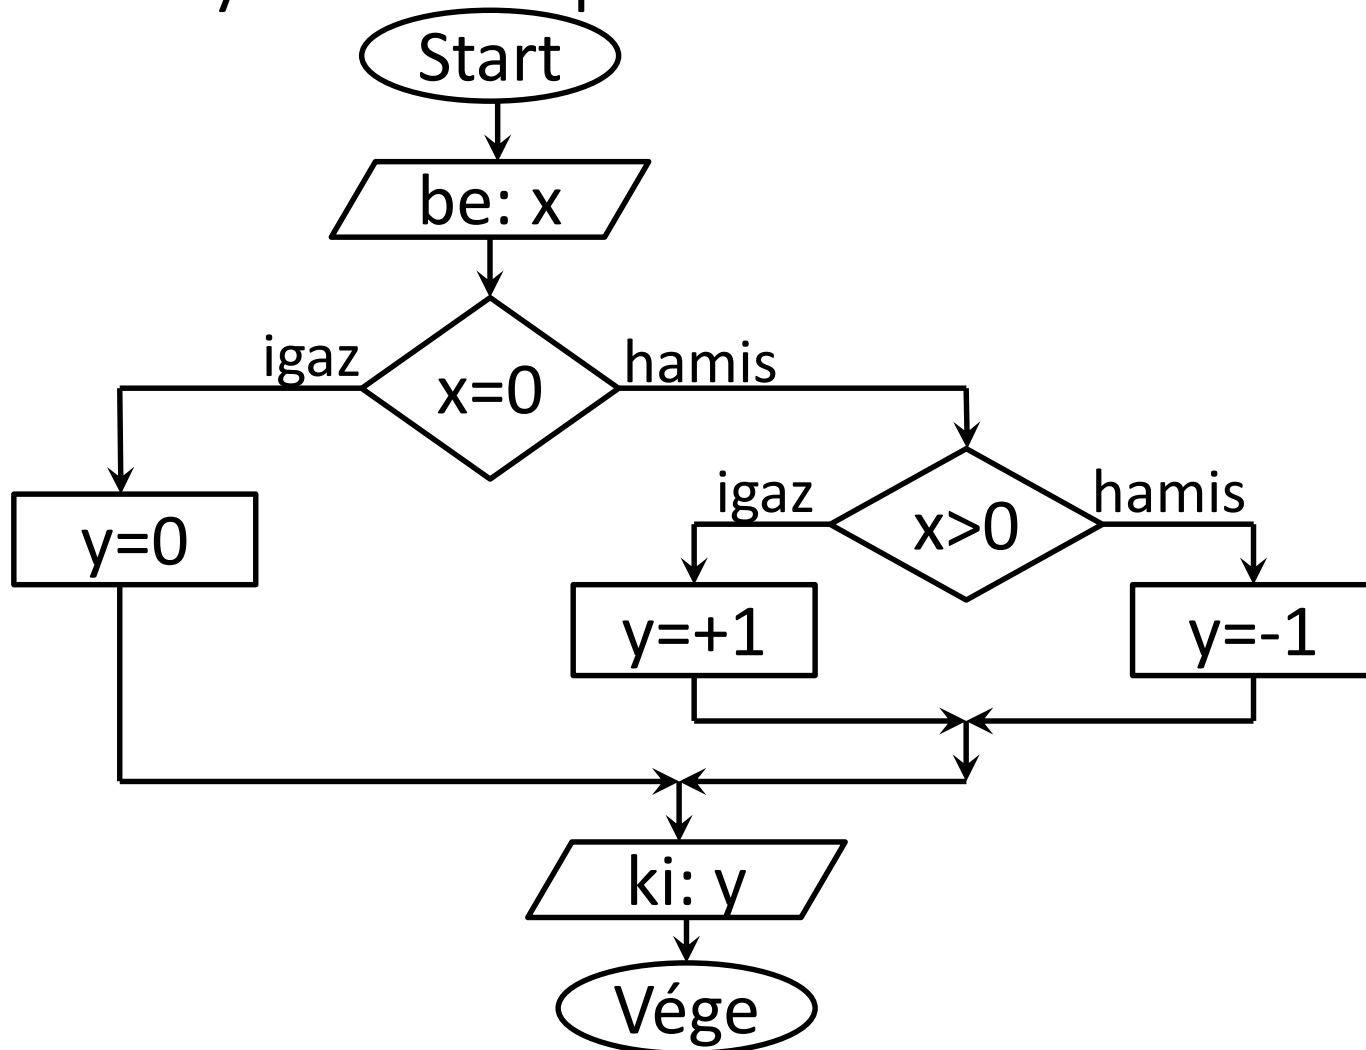 Start
be: x
igaz
hamis
x=0
igaz
hamis
x>0
y=0
y=+1
y=-1
ki: y
Vége